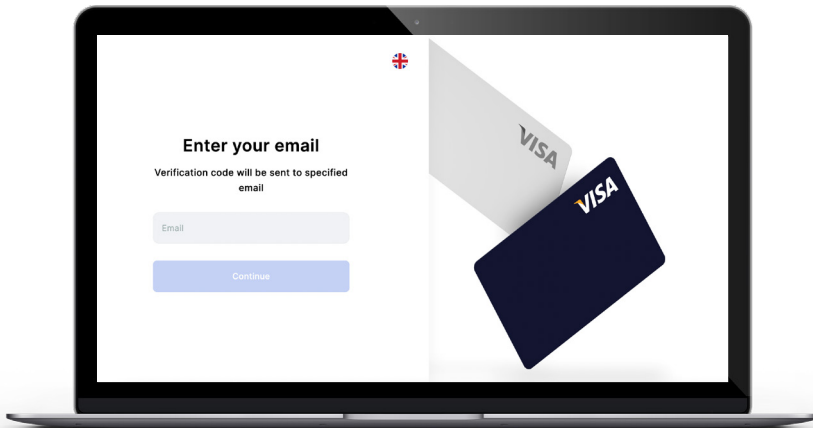 Enter your email
Verification code will be sent to specified
email
Email
Continue
VISA
VISA